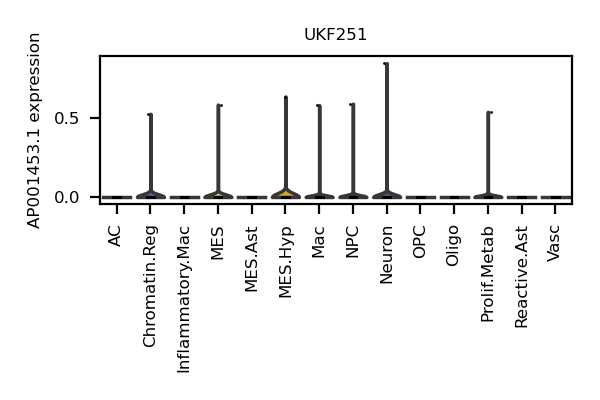 UKF251
AP001453.1 expression
0.5
0.0
AC
Chromatin.Reg
Inflammatory.Mac
MES
MES.Ast
MES.Hyp
Mac
NPC
Neuron
OPC
Oligo
Prolif.Metab
Reactive.Ast
Vasc